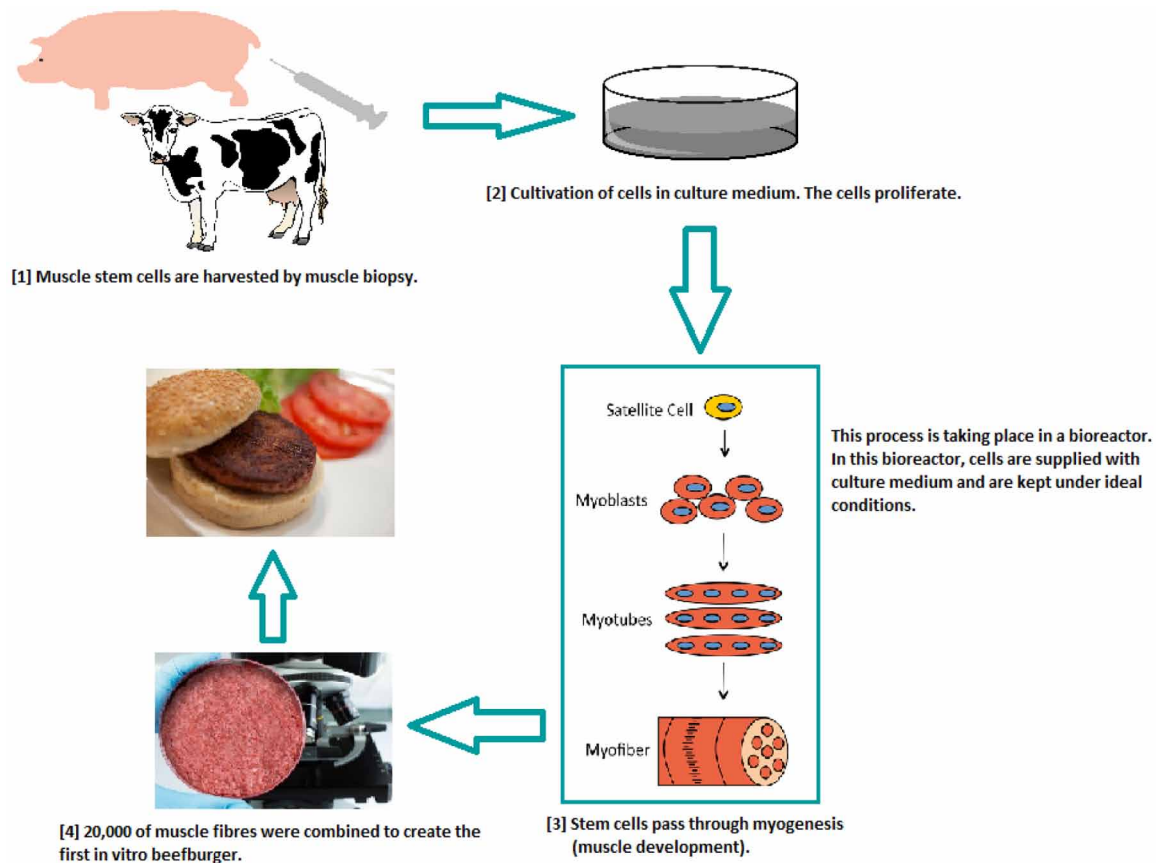 [1] Muscle stem cells are harvested by muscle biopsy.
[2] Cultivation of cells in culture medium. The cells proliferate.
Satellite Cell
Myoblasts
Myotubes
Myofiber
This process is taking place in a bioreactor.
In this bioreactor, cells are supplied with
culture medium and are kept under ideal
conditions.
[3] Stem cells pass through myogenesis
(muscle development).
[4] 20,000 of muscle fibres were combined to create the
first in vitro beefburger.